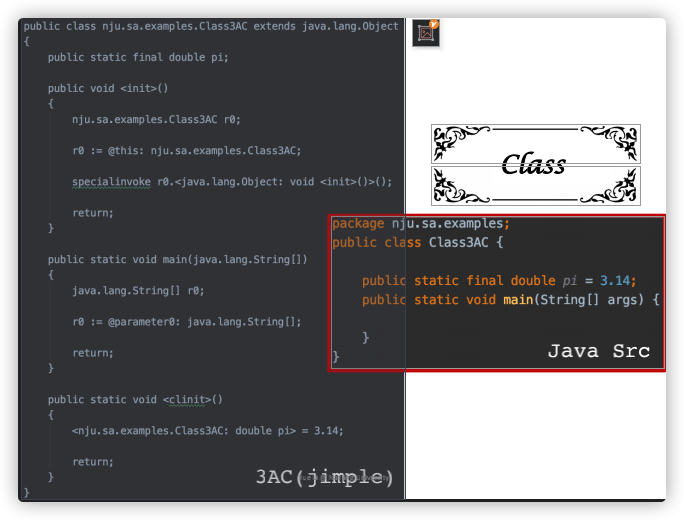 public class nju.sa.examples.Class3AC extends java.lang.Object
{
public static final double pi;
public void <init>()
{
nju.sa.examples.Class3AC r0;
r0 := @this: nju.sa.examples.Class3AC;
specialinvoke r0.<java.lang.Object: void <init>()>();
return;
}
public static void main(java.lang.String[])
{
java.lang.String[] r0;
r0 := @parameter0: java.lang.String[];
return;
}
public static void <clinit>()
{
<nju.sa.examples.Class3AC: double pi> = 3.14;
return;
}
}
3AC(jimple)
Class
package nju.sa.examples;
public class Class3AC {
public static final double pi = 3.14;
public static void main(String[] args) {
}
}
Java Src